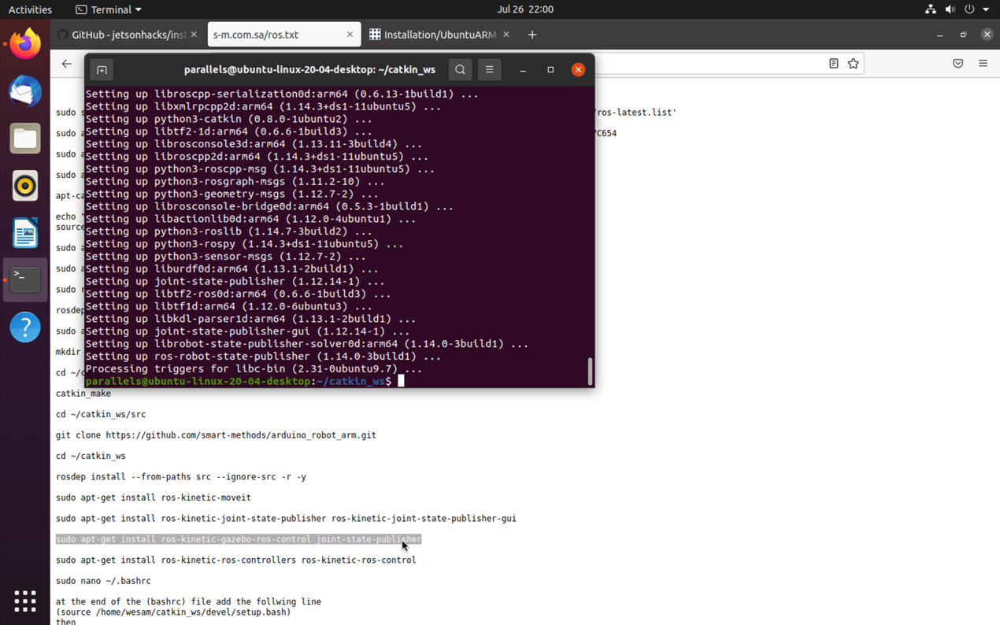 Activities
Terminal
Jul 26 22:00
GitHub - jetsonhacks/inst
s-m.com.sa/ros.txt
Installation/UbuntuARM
parallels@ubuntu-linux-20-04-desktop: ~/catkin_ws
Setting up libroscpp-serialization0d:arm64 (0.6.13-1build1) ...
Setting up libxmlrpcpp2d:arm64 (1.14.3+ds1-11ubuntu5) ...
Setting up python3-catkin (0.8.0-1ubuntu2) ...
Setting up libtf2-1d:arm64 (0.6.6-1build3) ...
Setting up librosconsole3d:arm64 (1.13.11-3build4) ...
Setting up libroscpp2d:arm64 (1.14.3+ds1-11ubuntu5) ...
Setting up python3-roscpp-msg (1.14.3+ds1-11ubuntu5) ...
Setting up python3-rosgraph-msgs (1.11.2-10) ...
Setting up python3-geometry-msgs (1.12.7-2) ...
Setting up librosconsole-bridge0d:arm64 (0.5.3-1build1) ...
Setting up libactionlib0d:arm64 (1.12.0-4ubuntu1) ...
Setting up python3-roslib (1.14.7-3build2) ...
Setting up python3-rospy (1.14.3+ds1-11ubuntu5) ...
Setting up python3-sensor-msgs (1.12.7-2) ...
Setting up liburdf0d:arm64 (1.13.1-2build1) ...
Setting up joint-state-publisher (1.12.14-1) ...
Setting up libtf2-ros0d:arm64 (0.6.6-1build3) ...
Setting up libtf1d:arm64 (1.12.0-6ubuntu3) ...
Setting up libkdl-parser1d:arm64 (1.13.1-2build1) ...
Setting up joint-state-publisher-gui (1.12.14-1) ...
Setting up librobot-state-publisher-solver0d:arm64 (1.14.0-3build1) ...
Setting up ros-robot-state-publisher (1.14.0-3build1) ...
Processing triggers for libc-bin (2.31-0ubuntu9.7) ...
parallels@ubuntu-linux-20-04-desktop:~/catkin_ws$
sudo s
/ros-latest.list'
sudo a
C654
sudo a
sudo a
apt-ca
echo "
source
sudo a
sudo a
sudo r
rosdep
sudo a
mkdir
cd ~/c
catkin_make
cd ~/catkin_ws/src
git clone https://github.com/smart-methods/arduino_robot_arm.git
cd ~/catkin_ws
rosdep install --from-paths src --ignore-src -r -y
sudo apt-get install ros-kinetic-moveit
sudo apt-get install ros-kinetic-joint-state-publisher ros-kinetic-joint-state-publisher-gui
sudo apt-get install ros-kinetic-gazebo-ros-control joint-state-publisher
sudo apt-get install ros-kinetic-ros-controllers ros-kinetic-ros-control
sudo nano ~/.bashrc
at the end of the (bashrc) file add the follwing line
(source /home/wesam/catkin_ws/devel/setup.bash)
then